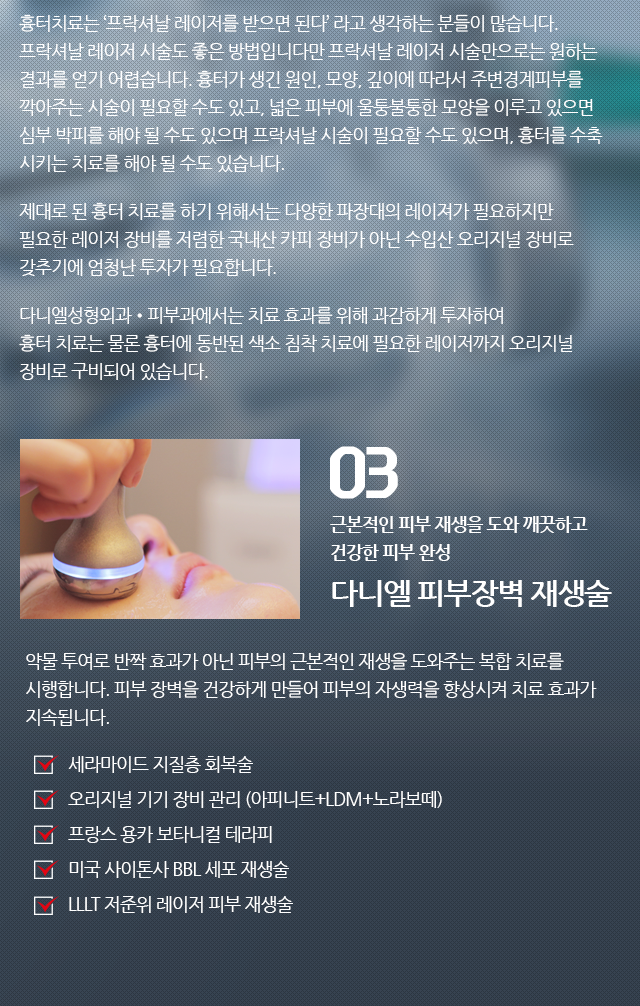 흉터치료는 ‘프락셔날 레이저를 받으면 된다’ 라고 생각하는 분들이 많습니다.
프락셔날 레이저 시술도 좋은 방법입니다만 프락셔날 레이저 시술만으로는 원하는
결과를 얻기 어렵습니다. 흉터가 생긴 원인, 모양, 깊이에 따라서 주변경계피부를
깍아주는 시술이 필요할 수도 있고, 넓은 피부에 울퉁불퉁한 모양을 이루고 있으면
심부 박피를 해야 될 수도 있으며 프락셔날 시술이 필요할 수도 있으며, 흉터를 수축
시키는 치료를 해야 될 수도 있습니다.
제대로 된 흉터 치료를 하기 위해서는 다양한 파장대의 레이져가 필요하지만
필요한 레이저 장비를 저렴한 국내산 카피 장비가 아닌 수입산 오리지널 장비로
갖추기에 엄청난 투자가 필요합니다.
다니엘성형외과 • 피부과에서는 치료 효과를 위해 과감하게 투자하여
흉터 치료는 물론 흉터에 동반된 색소 침착 치료에 필요한 레이저까지 오리지널
장비로 구비되어 있습니다.
03
근본적인 피부 재생을 도와 깨끗하고
건강한 피부 완성
다니엘 피부장벽 재생술
약물 투여로 반짝 효과가 아닌 피부의 근본적인 재생을 도와주는 복합 치료를
시행합니다. 피부 장벽을 건강하게 만들어 피부의 자생력을 향상시켜 치료 효과가
지속됩니다.
세라마이드 지질층 회복술
오리지널 기기 장비 관리 (아피니트+LDM+노라보떼)
프랑스 용카 보타니컬 테라피
미국 사이톤사 BBL 세포 재생술
LLLT 저준위 레이저 피부 재생술